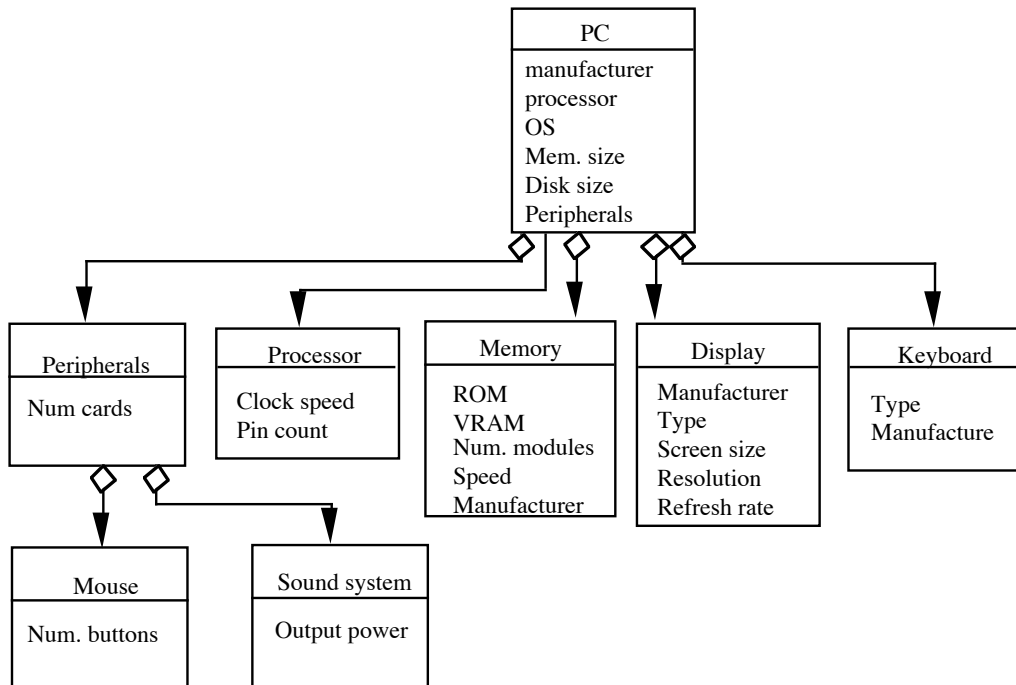 PC
manufacturer
processor
OS
Mem. size
Disk size
Peripherals
Peripherals
Num cards
Processor
Clock speed
Pin count
Memory
ROM
VRAM
Num. modules
Speed
Manufacturer
Display
Manufacturer
Type
Screen size
Resolution
Refresh rate
Keyboard
Type
Manufacture
Mouse
Num. buttons
Sound system
Output power